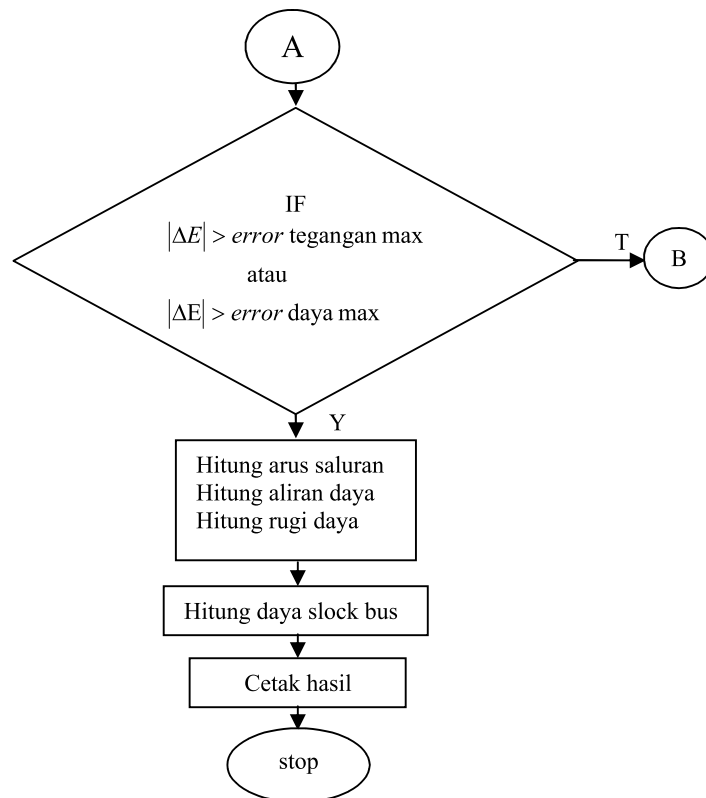 A
IF
|ΔE| > error tegangan max
T
B
atau
|ΔE| > error daya max
Y
Hitung arus saluran
Hitung aliran daya
Hitung rugi daya
Hitung daya slock bus
Cetak hasil
stop